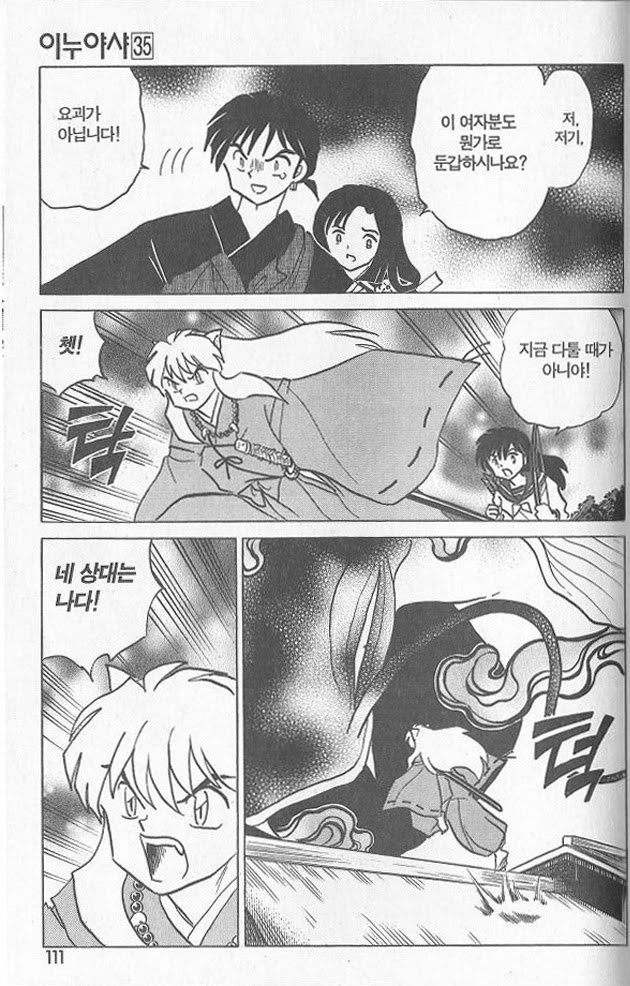 이누야샤 35
저,
저기,
이 여자분도
뭔가로
둔갑하시나요?
요괴가
아닙니다!
지금 다툴 때가
아니야!
쳇!
턱
턱
네 상대는
나다!
111